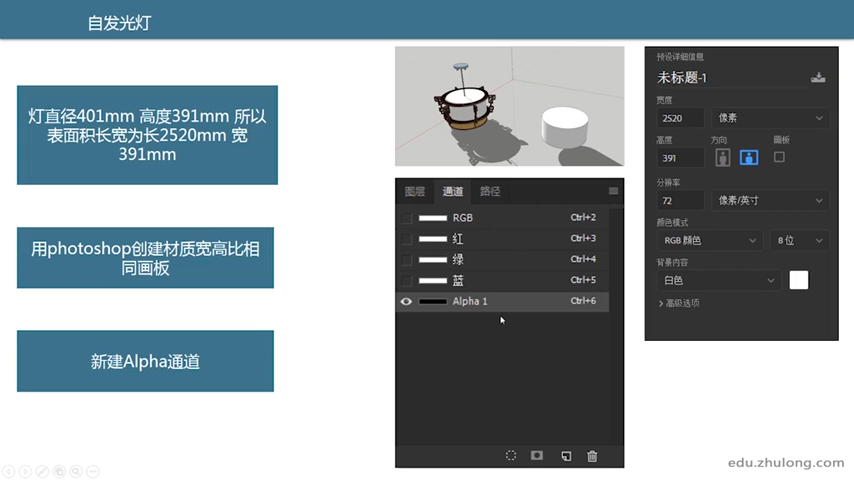 自发光灯
灯直径401mm 高度391mm 所以
表面积长宽为长2520mm 宽
391mm
用photoshop创建材质宽高比相
同画板
新建Alpha通道
图层 通道 路径
RGB Ctrl+2
红 Ctrl+3
绿 Ctrl+4
蓝 Ctrl+5
Alpha 1 Ctrl+6
预设详细信息
未标题-1
宽度
2520 像素
高度 方向 画板
391
分辨率
72 像素/英寸
颜色模式
RGB 颜色 8 位
背景内容
白色
高级选项
edu.zhulong.com